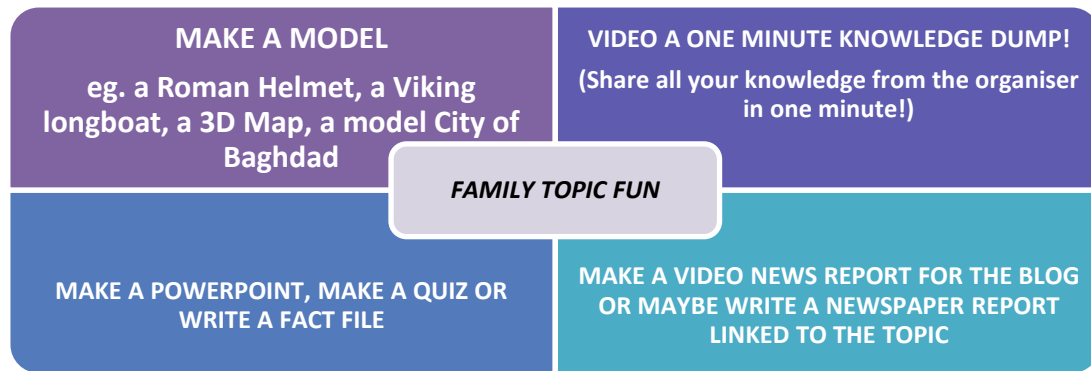 MAKE A MODEL
eg. a Roman Helmet, a Viking
longboat, a 3D Map, a model City of
Baghdad
VIDEO A ONE MINUTE KNOWLEDGE DUMP!
(Share all your knowledge from the organiser
in one minute!)
FAMILY TOPIC FUN
MAKE A POWERPOINT, MAKE A QUIZ OR
WRITE A FACT FILE
MAKE A VIDEO NEWS REPORT FOR THE BLOG
OR MAYBE WRITE A NEWSPAPER REPORT
LINKED TO THE TOPIC